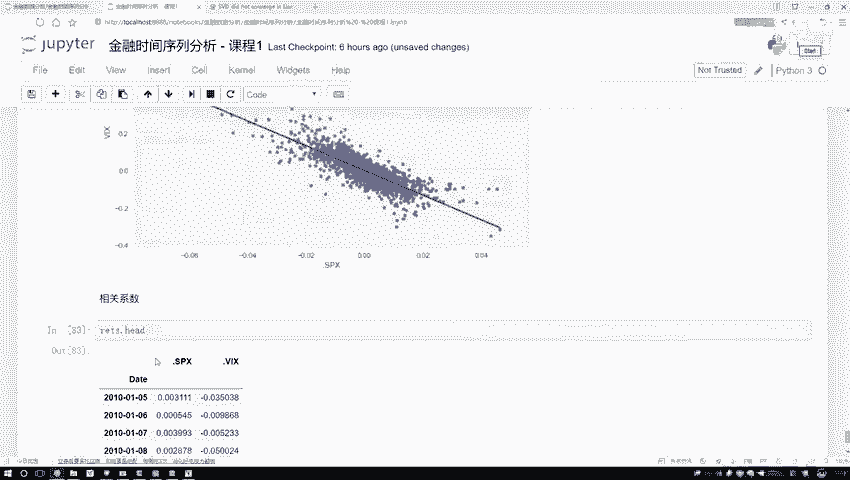 jupyter 金融时间序列分析 - 课程1 Last Checkpoint: 6 hours ago (unsaved changes)
File Edit View Insert Cell Kernel Widgets Help
Not Trusted
Python 3
Code
VIX
0.2
0.0
-0.2
-0.4
-0.06 -0.04 -0.02 0.00 0.02 0.04
.SPX
相关系数
In [83]: rets.head
Out[83]:
.SPX .VIX
Date
2010-01-05 0.003111 -0.035038
2010-01-06 0.000545 -0.009868
2010-01-07 0.003993 -0.005233
2010-01-08 0.002878 -0.050024